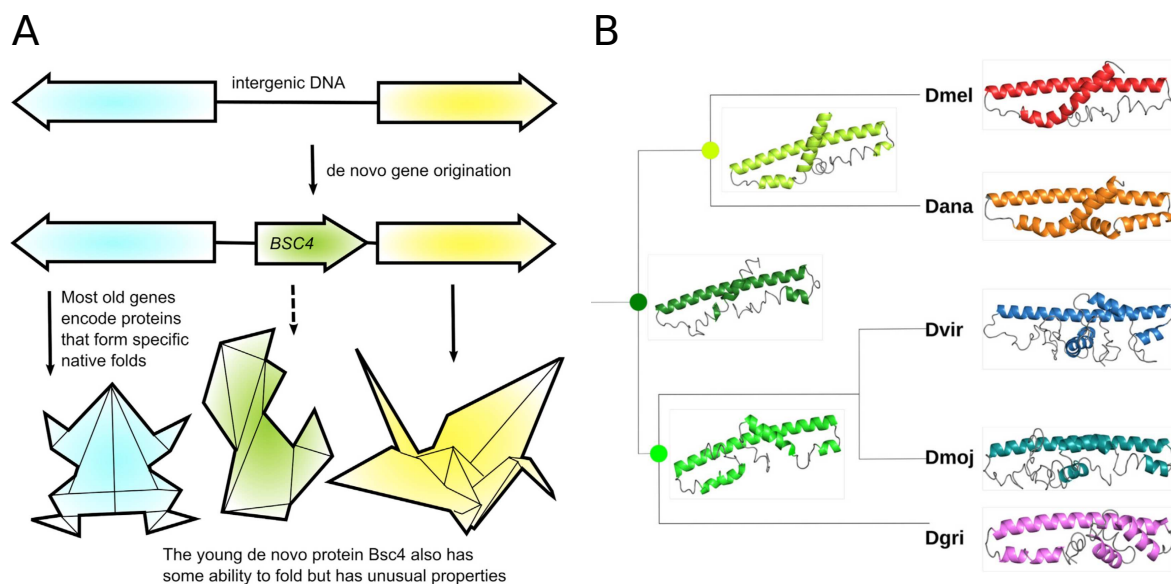 A
intergenic DNA
de novo gene origination
BSC4
Most old genes
encode proteins
that form specific
native folds
The young de novo protein Bsc4 also has
some ability to fold but has unusual properties
B
Dmel
Dana
Dvir
Dmoj
Dgri